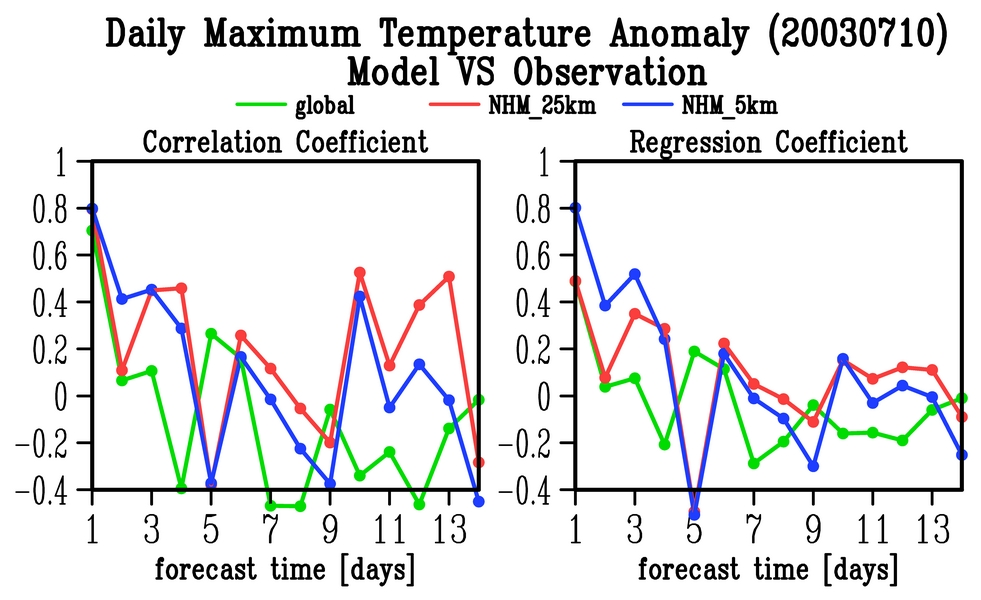 Daily Maximum Temperature Anomaly (20030710)
Model VS Observation
global NHM_25km NHM_5km
Correlation Coefficient
1
0.8
0.6
0.4
0.2
0
−0.2
−0.4
1 3 5 7 9 11 13
forecast time [days]
Regression Coefficient
1
0.8
0.6
0.4
0.2
0
−0.2
−0.4
1 3 5 7 9 11 13
forecast time [days]